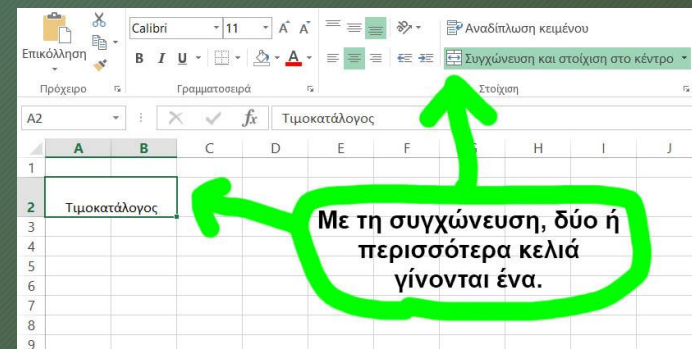 Calibri 11 A A
Αναδίπλωση κειμένου
Επικόλληση B I U A
Συγχώνευση και στοίχιση στο κέντρο
Πρόχειρο Γραμματοσειρά Στοίχιση
A2 fx Τιμοκατάλογος
A B C D E F G H I J
1
2 Τιμοκατάλογος
3
4
5
6
7
8
9
Με τη συγχώνευση, δύο ή
περισσότερα κελιά
γίνονται ένα.